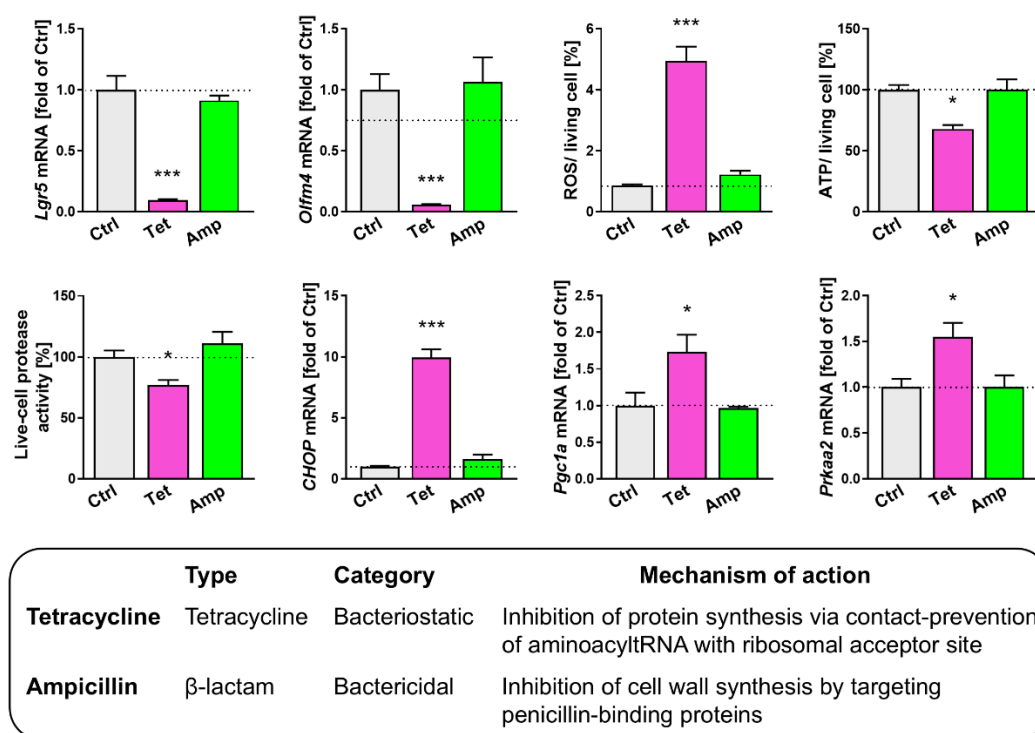 Lgr5 mRNA [fold of Ctrl]
1.5
1.0
0.5
0.0
***
Ctrl
Tet
Amp
Olfm4 mRNA [fold of Ctrl]
1.5
1.0
0.5
0.0
***
Ctrl
Tet
Amp
ROS/ living cell [%]
6
4
2
0
***
Ctrl
Tet
Amp
ATP/ living cell [%]
150
100
50
0
*
Ctrl
Tet
Amp
Live-cell protease
activity [%]
150
100
50
0
*
Ctrl
Tet
Amp
CHOP mRNA [fold of Ctrl]
15
10
5
0
***
Ctrl
Tet
Amp
Pgc1a mRNA [fold of Ctrl]
2.5
2.0
1.5
1.0
0.5
0.0
*
Ctrl
Tet
Amp
Prkaa2 mRNA [fold of Ctrl]
2.0
1.5
1.0
0.5
0.0
*
Ctrl
Tet
Amp
Type Category Mechanism of action
Tetracycline Tetracycline Bacteriostatic Inhibition of protein synthesis via contact-prevention
of aminoacyltRNA with ribosomal acceptor site
Ampicillin β-lactam Bactericidal Inhibition of cell wall synthesis by targeting
penicillin-binding proteins